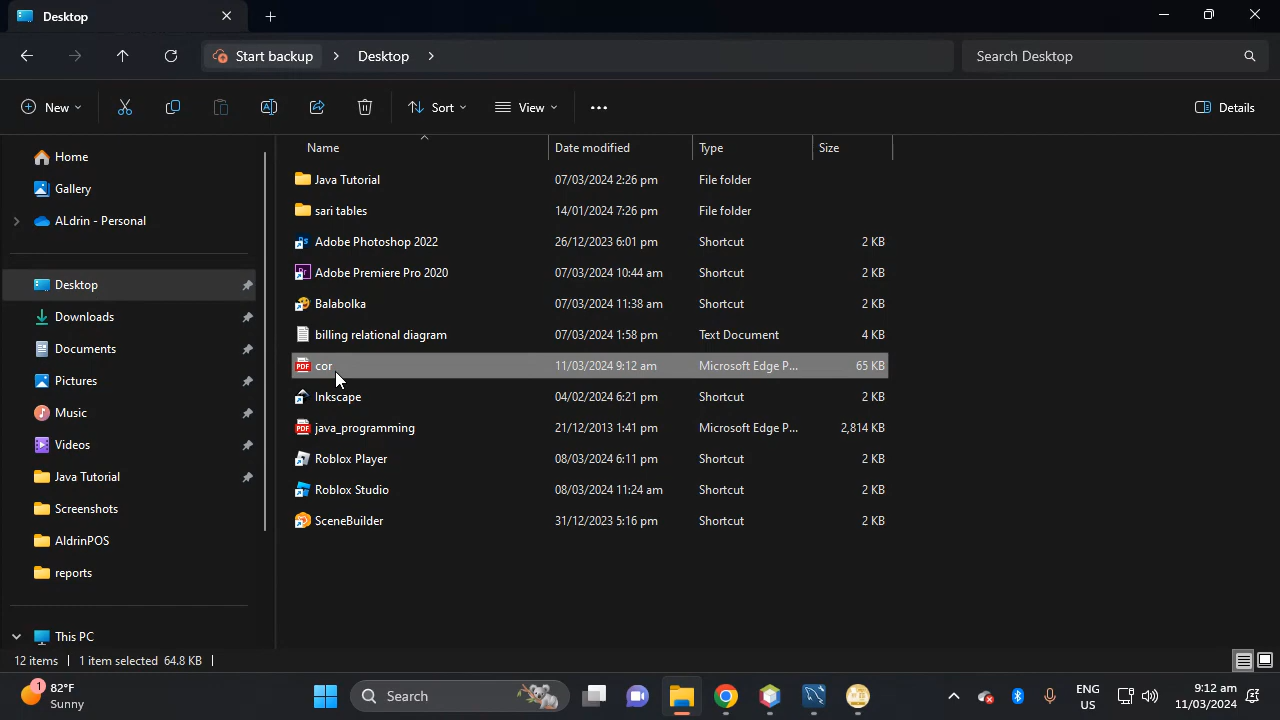 Desktop
Start backup > Desktop >
Search Desktop
New
Sort
View
Details
Home
Gallery
ALdrin - Personal
Desktop
Downloads
Documents
Pictures
Music
Videos
Java Tutorial
Screenshots
AldrinPOS
reports
This PC
Name Date modified Type Size
Java Tutorial 07/03/2024 2:26 pm File folder
sari tables 14/01/2024 7:26 pm File folder
Adobe Photoshop 2022 26/12/2023 6:01 pm Shortcut 2 KB
Adobe Premiere Pro 2020 07/03/2024 10:44 am Shortcut 2 KB
Balabolka 07/03/2024 11:38 am Shortcut 2 KB
billing relational diagram 07/03/2024 1:58 pm Text Document 4 KB
PDF cor 11/03/2024 9:12 am Microsoft Edge P... 65 KB
Inkscape 04/02/2024 6:21 pm Shortcut 2 KB
PDF java_programming 21/12/2013 1:41 pm Microsoft Edge P... 2,814 KB
Roblox Player 08/03/2024 6:11 pm Shortcut 2 KB
Roblox Studio 08/03/2024 11:24 am Shortcut 2 KB
SceneBuilder 31/12/2023 5:16 pm Shortcut 2 KB
12 items 1 item selected 64.8 KB
1 82°F
Sunny
Search
ENG
US
9:12 am
11/03/2024